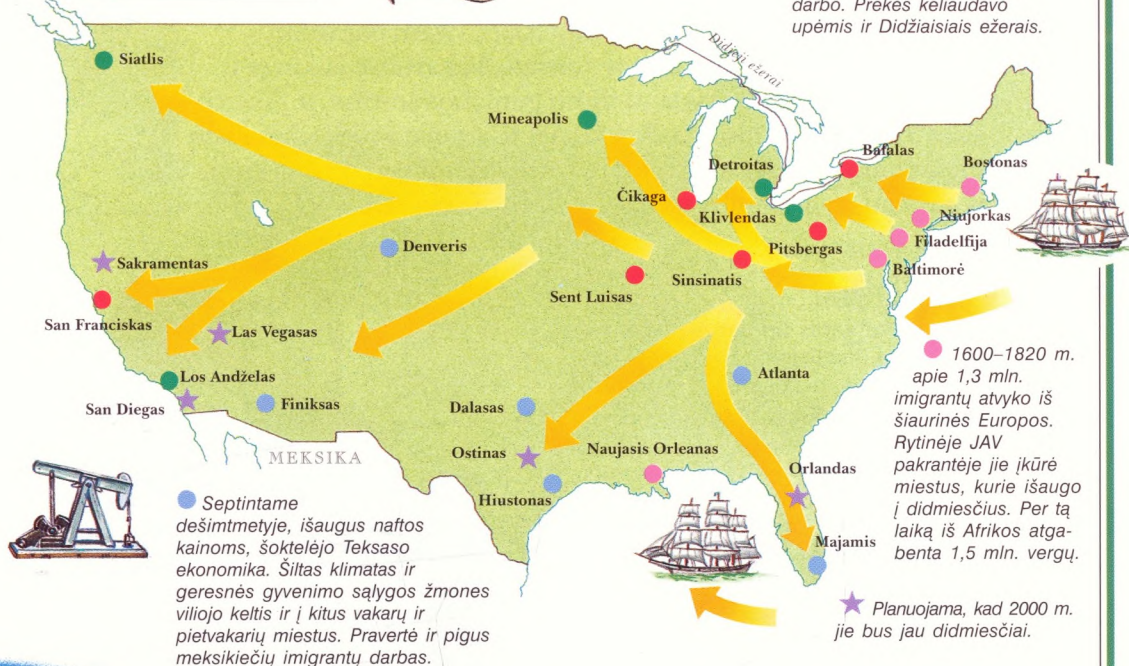 darbo. Prekės keliaudavo
upėmis ir Didžiaisiais ežerais.
Didieji ežerai
Siatlis
Mineapolis
Detroitas
Bafalas
Bostonas
Čikaga
Klivlendas
Niujorkas
Pitsbergas
Filadelfija
Denveris
Sakramentas
Sinsinatis
Baltimorė
Sent Luisas
San Franciskas
Las Vegasas
Los Andželas
Atlanta
San Diegas
Finiksas
Dalasas
MEKSIKA
Ostinas
Naujasis Orleanas
Hiustonas
Orlandas
Majamis
1600–1820 m.
apie 1,3 mln.
imigrantų atvyko iš
šiaurinės Europos.
Rytinėje JAV
pakrantėje jie įkūrė
miestus, kurie išaugo
į didmiesčius. Per tą
laiką iš Afrikos atga-
benta 1,5 mln. vergų.
Septintame
dešimtmetyje, išaugus naftos
kainoms, šoktelėjo Teksaso
ekonomika. Šiltas klimatas ir
geresnės gyvenimo sąlygos žmones
viliojo keltis ir į kitus vakarų ir
pietvakarių miestus. Pravertė ir pigus
meksikiečių imigrantų darbas.
Planuojama, kad 2000 m.
jie bus jau didmiesčiai.